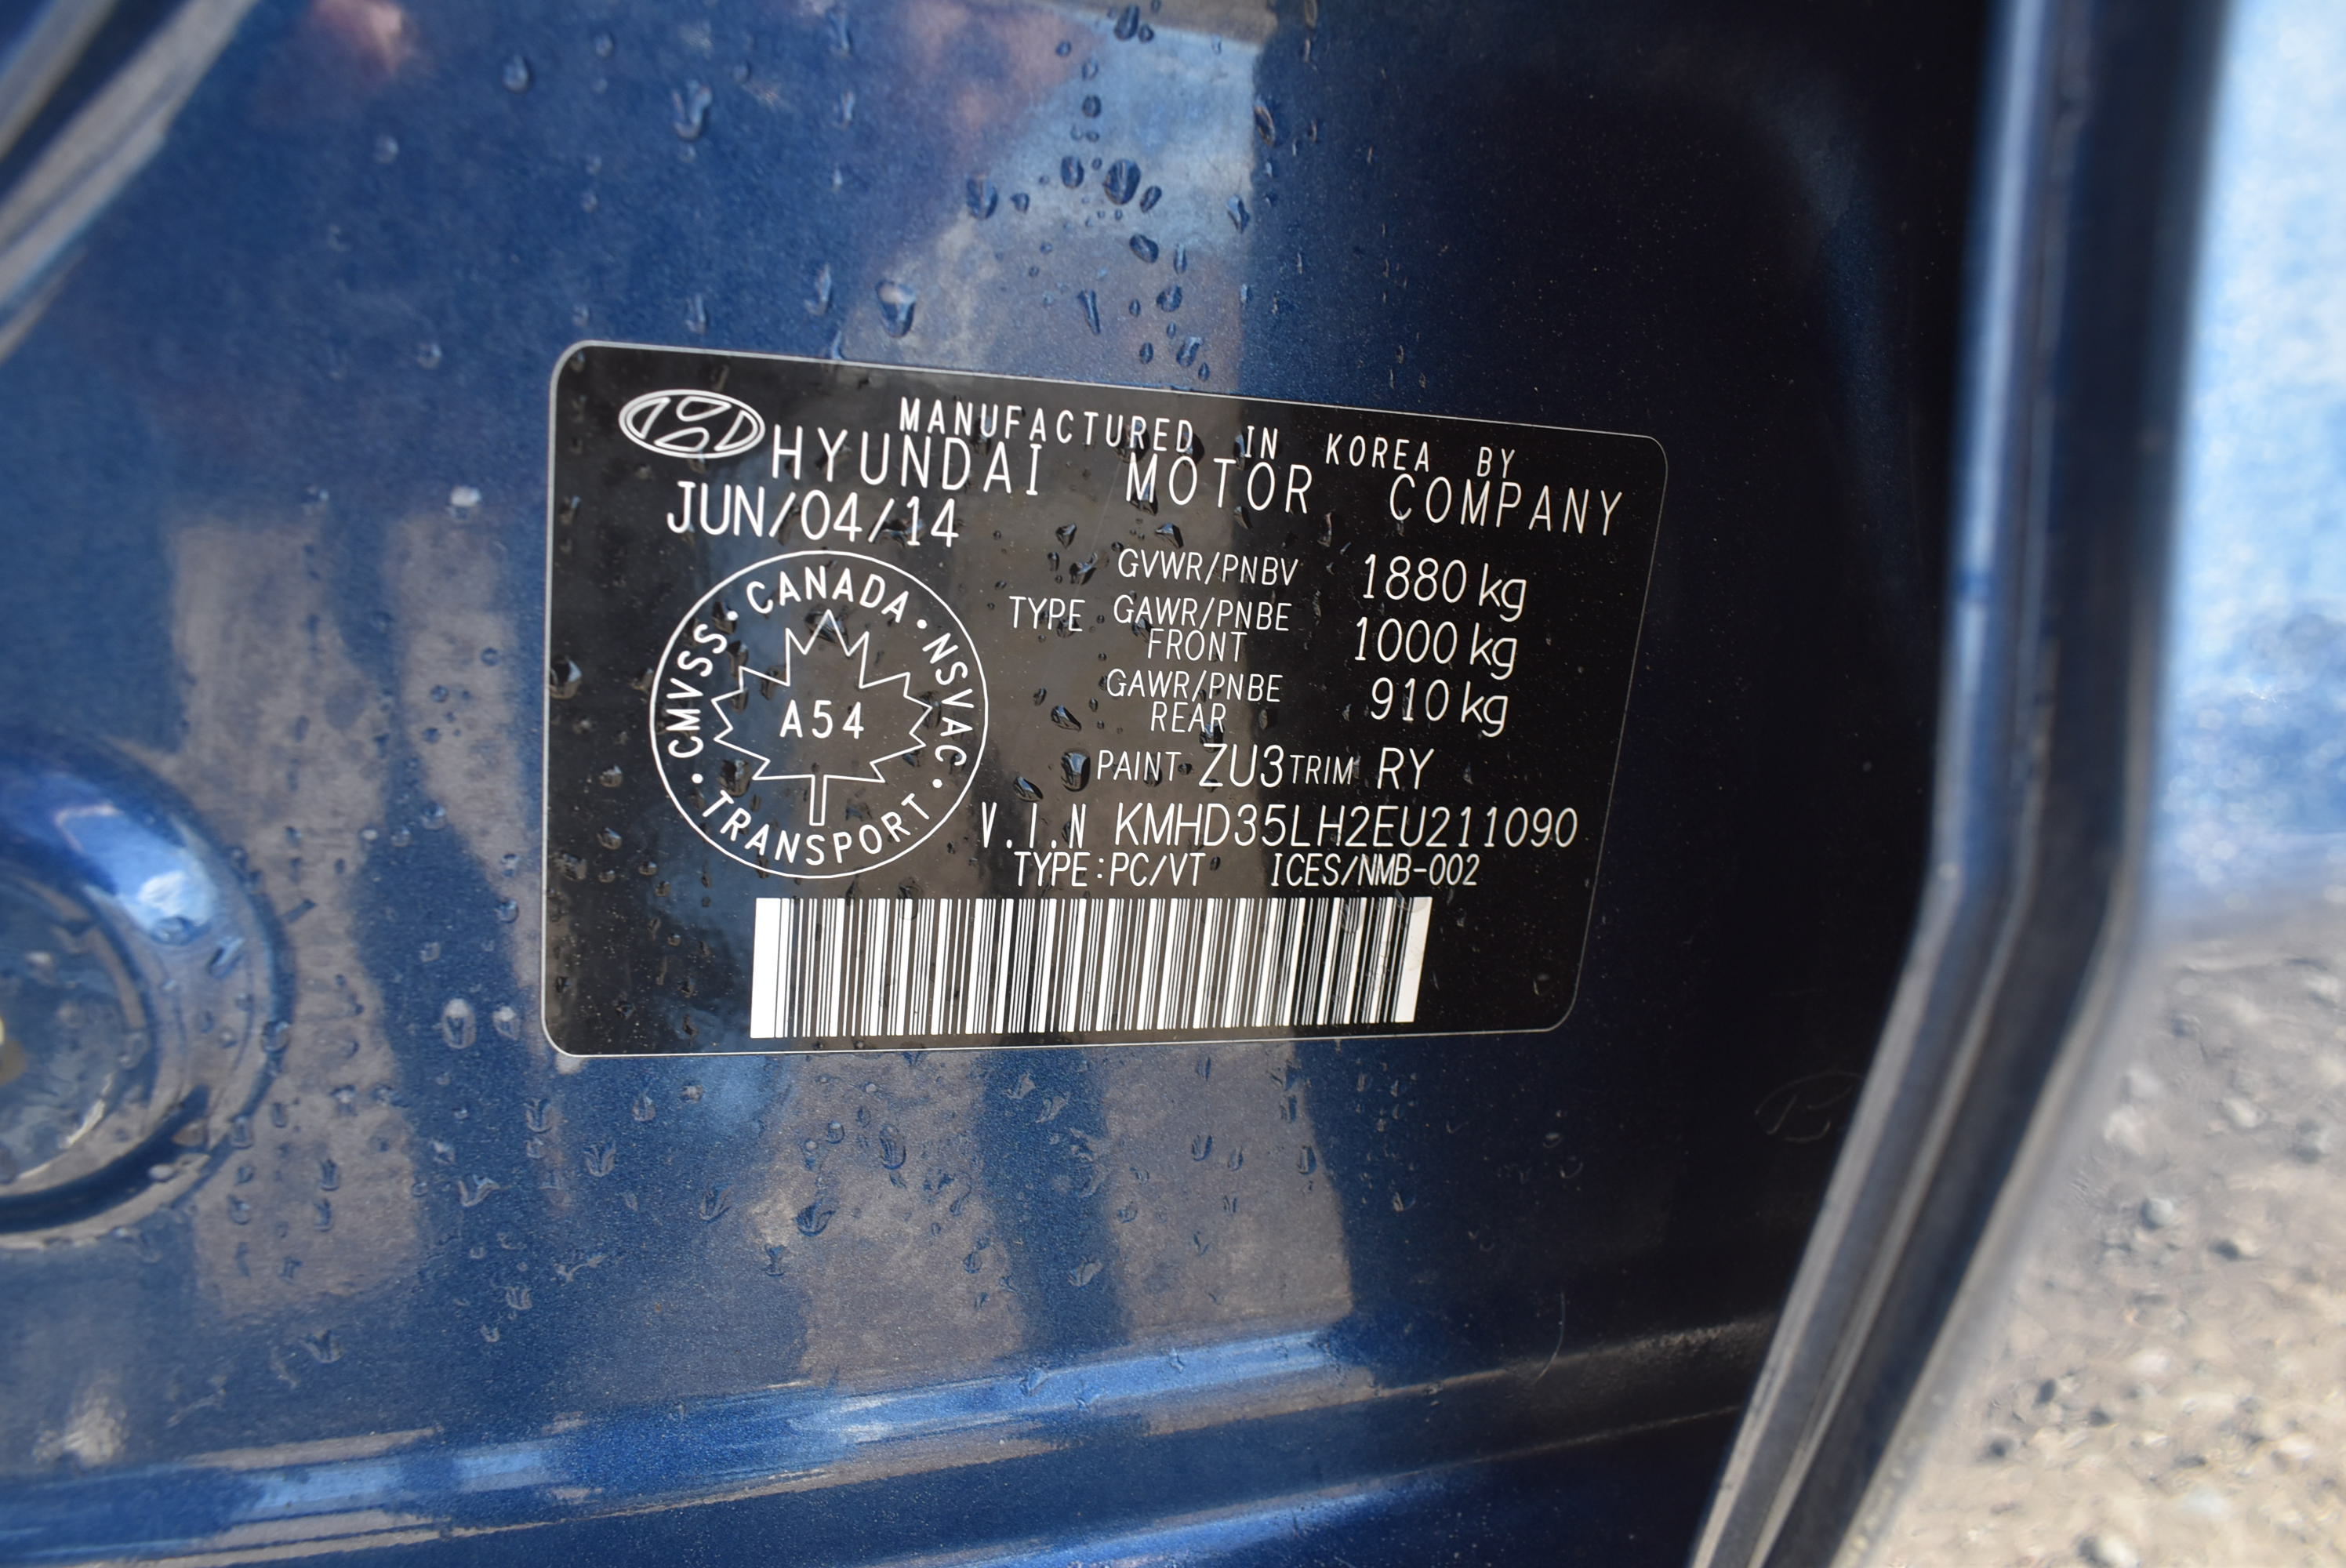 MANUFACTURED IN KOREA BY
HYUNDAI MOTOR COMPANY
JUN/04/14
GVWR/PNBV 1880 kg
TYPE GAWR/PNBE FRONT 1000 kg
GAWR/PNBE REAR 910 kg
CMVSS · CANADA · NSVAC · TRANSPORT ·
A54
PAINT ZU3 TRIM RY
V.I.N KMHD35LH2EU211090
TYPE:PC/VT ICES/NMB-002